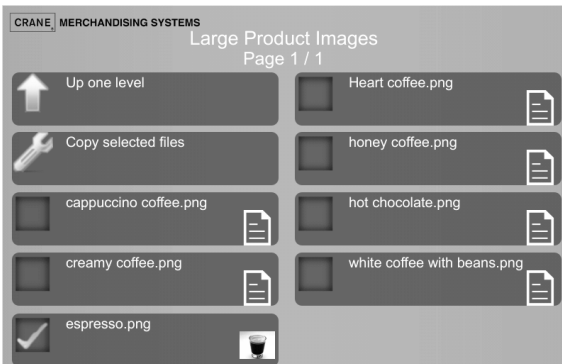 CRANE® MERCHANDISING SYSTEMS
Large Product Images
Page 1 / 1
Up one level
Copy selected files
cappuccino coffee.png
creamy coffee.png
espresso.png
Heart coffee.png
honey coffee.png
hot chocolate.png
white coffee with beans.png